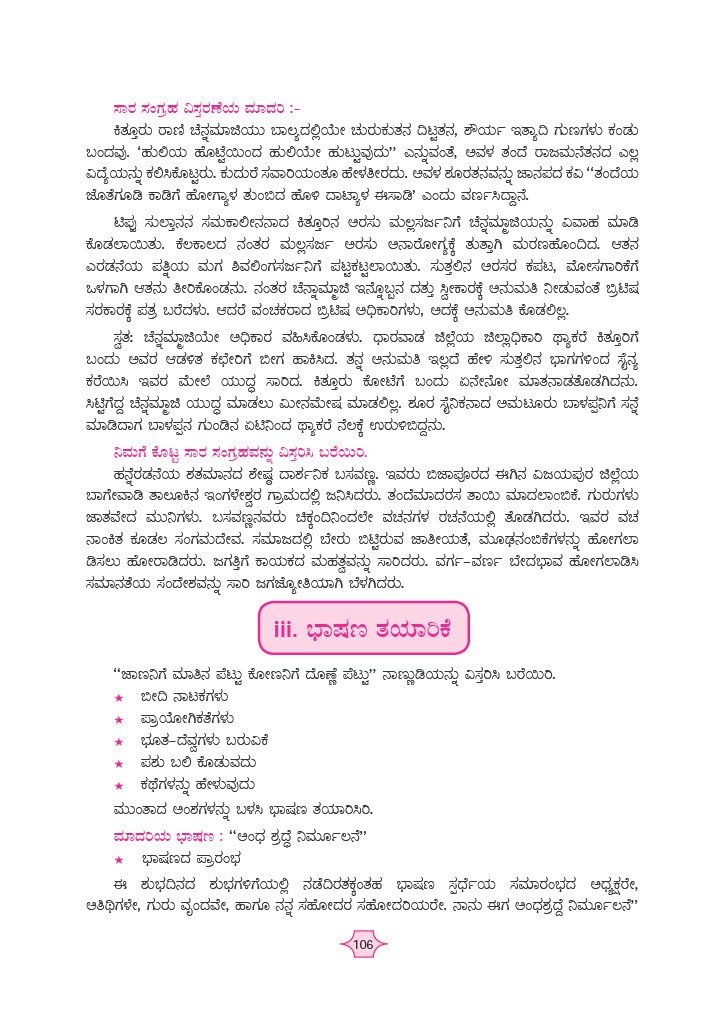 ಸಾರ ಸಂಗ್ರಹ ವಿಸ್ತರಣೆಯ ಮಾದರಿ :-
ಕಿತ್ತೂರು ರಾಣಿ ಚೆನ್ನಮಾಜಿಯು ಬಾಲ್ಯದಲ್ಲಿಯೇ ಚುರುಕುತನ ದಿಟ್ಟತನ, ಶೌರ್ಯ ಇತ್ಯಾದಿ ಗುಣಗಳು ಕಂಡು
ಬಂದವು. ‘ಹುಲಿಯ ಹೊಟ್ಟೆಯಿಂದ ಹುಲಿಯೇ ಹುಟ್ಟುವುದು’’ ಎನ್ನುವಂತೆ, ಅವಳ ತಂದೆ ರಾಜಮನೆತನದ ಎಲ್ಲ
ವಿದ್ಯೆಯನ್ನು ಕಲಿಸಿಕೊಟ್ಟರು. ಕುದುರೆ ಸವಾರಿಯಂತೂ ಹೇಳತೀರದು. ಅವಳ ಶೂರತನವನ್ನು ಜಾನಪದ ಕವಿ ‘‘ತಂದೆಯ
ಜೊತೆಗೂಡಿ ಕಾಡಿಗೆ ಹೋಗ್ಯಾಳ ತುಂಬಿದ ಹೊಳಿ ದಾಟ್ಯಾಳ ಈಸಾಡಿ’ ಎಂದು ವರ್ಣಸಿದ್ದಾನೆ.
ಟಿಪ್ಪು ಸುಲ್ತಾನನ ಸಮಕಾಲೀನನಾದ ಕಿತ್ತೂರಿನ ಅರಸು ಮಲ್ಲಸರ್ಜನಿಗೆ ಚೆನ್ನಮ್ಮಾಜಿಯನ್ನು ವಿವಾಹ ಮಾಡಿ
ಕೊಡಲಾಯಿತು. ಕೆಲಕಾಲದ ನಂತರ ಮಲ್ಲಸರ್ಜ ಅರಸು ಅನಾರೋಗ್ಯಕ್ಕೆ ತುತ್ತಾಗಿ ಮರಣಹೊಂದಿದ. ಆತನ
ಎರಡನೆಯ ಪತ್ನಿಯ ಮಗ ಶಿವಲಿಂಗಸರ್ಜನಿಗೆ ಪಟ್ಟಕಟ್ಟಲಾಯಿತು. ಸುತ್ತಲಿನ ಅರಸರ ಕಪಟ, ಮೋಸಗಾರಿಕೆಗೆ
ಒಳಗಾಗಿ ಆತನು ತೀರಿಕೊಂಡನು. ನಂತರ ಚೆನ್ನಾಮ್ಮಾಜಿ ಇನ್ನೊಬ್ಬನ ದತ್ತು ಸ್ವೀಕಾರಕ್ಕೆ ಅನುಮತಿ ನೀಡುವಂತೆ ಬ್ರಿಟಿಷ
ಸರಕಾರಕ್ಕೆ ಪತ್ರ ಬರೆದಳು. ಆದರೆ ವಂಚಕರಾದ ಬ್ರಿಟಿಷ ಅಧಿಕಾರಿಗಳು, ಅದಕ್ಕೆ ಅನುಮತಿ ಕೊಡಲಿಲ್ಲ.
ಸ್ವತಃ ಚೆನ್ನಮ್ಮಾಜಿಯೇ ಅಧಿಕಾರ ವಹಿಸಿಕೊಂಡಳು. ಧಾರವಾಡ ಜಿಲ್ಲೆಯ ಜಿಲ್ಲಾಧಿಕಾರಿ ಥ್ಯಾಕರೆ ಕಿತ್ತೂರಿಗೆ
ಬಂದು ಅವರ ಆಡಳಿತ ಕಛೇರಿಗೆ ಬೀಗ ಹಾಕಿಸಿದ. ತನ್ನ ಅನುಮತಿ ಇಲ್ಲದೆ ಹೇಳಿ ಸುತ್ತಲಿನ ಭಾಗಗಳಿಂದ ಸೈನ್ಯ
ಕರೆಯಿಸಿ ಇವರ ಮೇಲೆ ಯುದ್ಧ ಸಾರಿದ. ಕಿತ್ತೂರು ಕೋಟೆಗೆ ಬಂದು ಏನೇನೋ ಮಾತನಾಡತೊಡಗಿದನು.
ಸಿಟ್ಟಿಗೆದ್ದ ಚೆನ್ನಮ್ಮಾಜಿ ಯುದ್ಧ ಮಾಡಲು ಮೀನಮೇಷ ಮಾಡಲಿಲ್ಲ. ಶೂರ ಸೈನಿಕನಾದ ಅಮಟೂರು ಬಾಳಪ್ಪನಿಗೆ ಸನ್ನೆ
ಮಾಡಿದಾಗ ಬಾಳಪ್ಪನ ಗುಂಡಿನ ಏಟಿನಿಂದ ಥ್ಯಾಕರೆ ನೆಲಕ್ಕೆ ಉರುಳಿಬಿದ್ದನು.
ನಿಮಗೆ ಕೊಟ್ಟ ಸಾರ ಸಂಗ್ರಹವನ್ನು ವಿಸ್ತರಿಸಿ ಬರೆಯಿರಿ.
ಹನ್ನೆರಡನೆಯ ಶತಮಾನದ ಶೇಷ್ಠ ದಾರ್ಶನಿಕ ಬಸವಣ್ಣ. ಇವರು ಬಿಜಾಪೂರದ ಈಗಿನ ವಿಜಯಪುರ ಜಿಲ್ಲೆಯ
ಬಾಗೇವಾಡಿ ತಾಲೂಕಿನ ಇಂಗಳೇಶ್ವರ ಗ್ರಾಮದಲ್ಲಿ ಜನಿಸಿದರು. ತಂದೆಮಾದರಸ ತಾಯಿ ಮಾದಲಾಂಬಿಕೆ. ಗುರುಗಳು
ಜಾತವೇದ ಮುನಿಗಳು. ಬಸವಣ್ಣನವರು ಚಿಕ್ಕಂದಿನಿಂದಲೇ ವಚನಗಳ ರಚನೆಯಲ್ಲಿ ತೊಡಗಿದರು. ಇವರ ವಚ
ನಾಂಕಿತ ಕೂಡಲ ಸಂಗಮದೇವ. ಸಮಾಜದಲ್ಲಿ ಬೇರು ಬಿಟ್ಟಿರುವ ಜಾತೀಯತೆ, ಮೂಢನಂಬಿಕೆಗಳನ್ನು ಹೋಗಲಾ
ಡಿಸಲು ಹೋರಾಡಿದರು. ಜಗತ್ತಿಗೆ ಕಾಯಕದ ಮಹತ್ವವನ್ನು ಸಾರಿದರು. ವರ್ಗ–ವರ್ಣ ಬೇದಭಾವ ಹೋಗಲಾಡಿಸಿ
ಸಮಾನತೆಯ ಸಂದೇಶವನ್ನು ಸಾರಿ ಜಗಜ್ಯೋತಿಯಾಗಿ ಬೆಳಗಿದರು.
iii. ಭಾಷಣ ತಯಾರಿಕೆ
‘‘ಜಾಣನಿಗೆ ಮಾತಿನ ಪೆಟ್ಟು ಕೋಣನಿಗೆ ದೊಣ್ಣೆ ಪೆಟ್ಟು’’ ನಾಣ್ಣುಡಿಯನ್ನು ವಿಸ್ತರಿಸಿ ಬರೆಯಿರಿ.
★ ಬೀದಿ ನಾಟಕಗಳು
★ ಪ್ರಾಯೋಗಿಕತೆಗಳು
★ ಭೂತ–ದೆವ್ವಗಳು ಬರುವಿಕೆ
★ ಪಶು ಬಲಿ ಕೊಡುವದು
★ ಕಥೆಗಳನ್ನು ಹೇಳುವುದು
ಮುಂತಾದ ಅಂಶಗಳನ್ನು ಬಳಸಿ ಭಾಷಣ ತಯಾರಿಸಿರಿ.
ಮಾದರಿಯ ಭಾಷಣ : ‘‘ಅಂಧ ಶ್ರದ್ಧೆ ನಿರ್ಮೂಲನೆ’’
★ ಭಾಷಣದ ಪ್ರಾರಂಭ
ಈ ಶುಭದಿನದ ಶುಭಗಳಿಗೆಯಲ್ಲಿ ನಡೆದಿರತಕ್ಕಂತಹ ಭಾಷಣ ಸ್ಪರ್ಧೆಯ ಸಮಾರಂಭದ ಅಧ್ಯಕ್ಷರೇ,
ಅತಿಥಿಗಳೇ, ಗುರು ವೃಂದವೇ, ಹಾಗೂ ನನ್ನ ಸಹೋದರ ಸಹೋದರಿಯರೇ. ನಾನು ಈಗ ಅಂಧಶ್ರದ್ದೆ ನಿರ್ಮೂಲನೆ’’
106